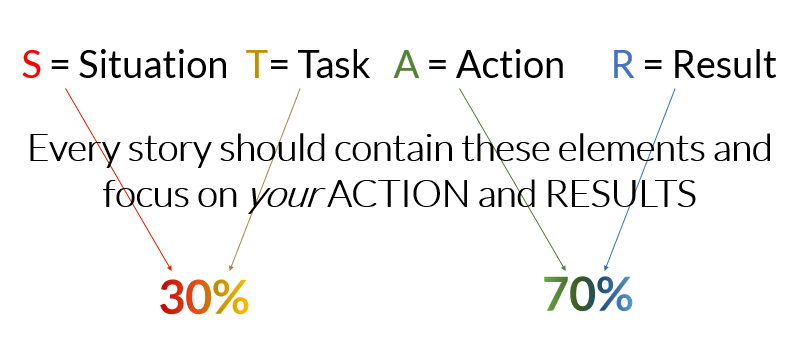 S = Situation T= Task A = Action R = Result
Every story should contain these elements and
focus on your ACTION and RESULTS
30% 70%